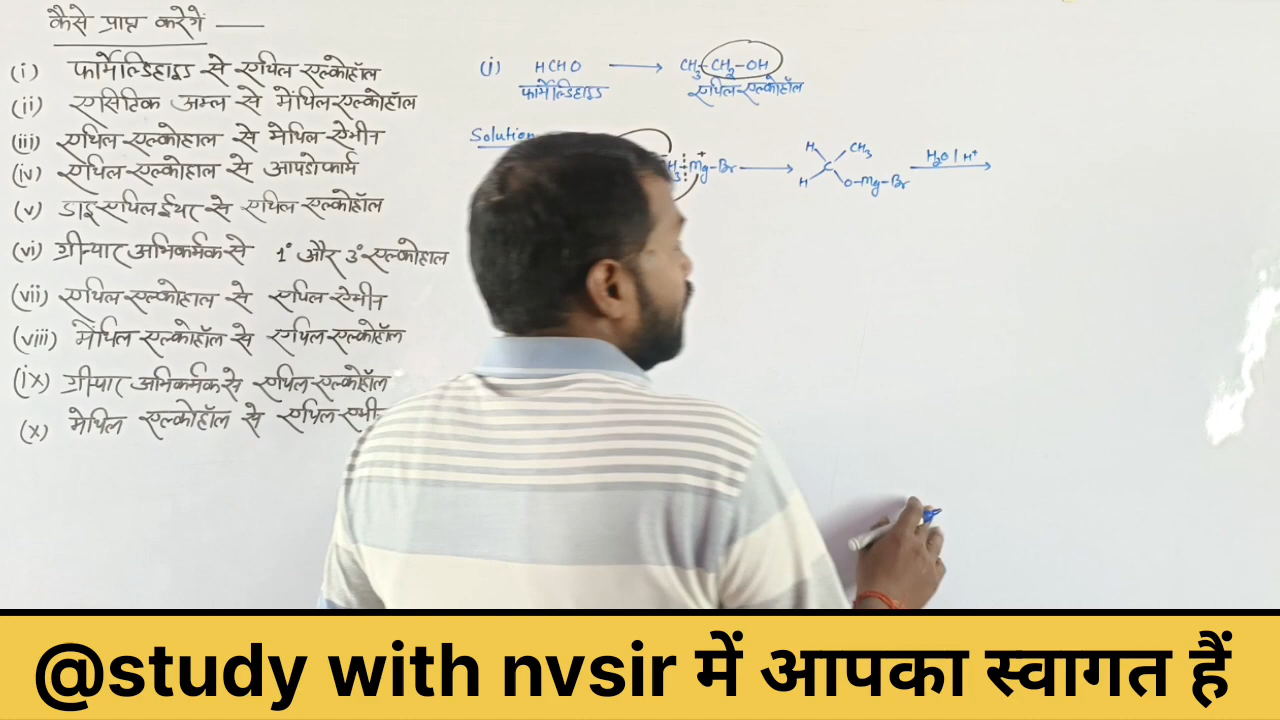 कैसे प्राप्त करेगें —
(i) फार्मेल्डिहाइड से एथिल एल्कोहॉल
(ii) एसिटिक अम्ल से मेंथिल एल्कोहॉल
(iii) एथिल एल्कोहाल से मेथिल ऐमीन
(iv) एथिल एल्कोहाल से आयडोफार्म
(v) डाइएथिल ईथर से एथिल एल्कोहॉल
(vi) ग्रीन्यार अभिकर्मक से 1° और 3° एल्कोहाल
(vii) एथिल एल्कोहाल से एथिल ऐमीन
(viii) मेंथिल एल्कोहॉल से एथिल एल्कोहॉल
(ix) ग्रीन्यार अभिकर्मक से एथिल एल्कोहॉल
(x) मेथिल एल्कोहॉल से एथिल एमी
(i) HCHO ⟶ CH₃-CH₂-OH
फार्मेल्डिहाइड एथिल एल्कोहॉल
Solution
H CH₃ H₂O / H⁺
H₃ Mg-Br ⟶ C ⟶
H O-Mg-Br
@study with nvsir में आपका स्वागत हैं